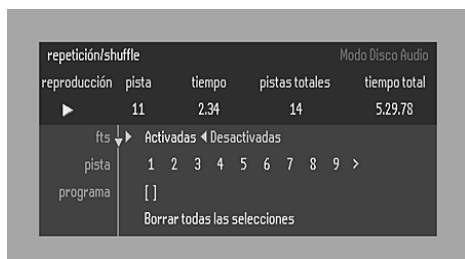 repetición/shuffle Modo Disco Audio
reproducción pista tiempo pistas totales tiempo total
11 2.34 14 5.29.78
fts Activadas Desactivadas
pista 1 2 3 4 5 6 7 8 9 >
programa [ ]
Borrar todas las selecciones